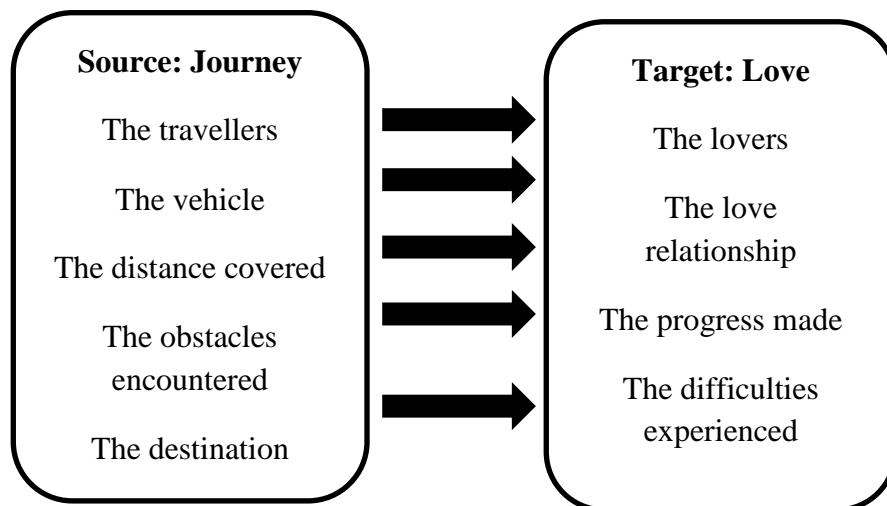 Source: Journey
The travellers
The vehicle
The distance covered
The obstacles
encountered
The destination
Target: Love
The lovers
The love
relationship
The progress made
The difficulties
experienced